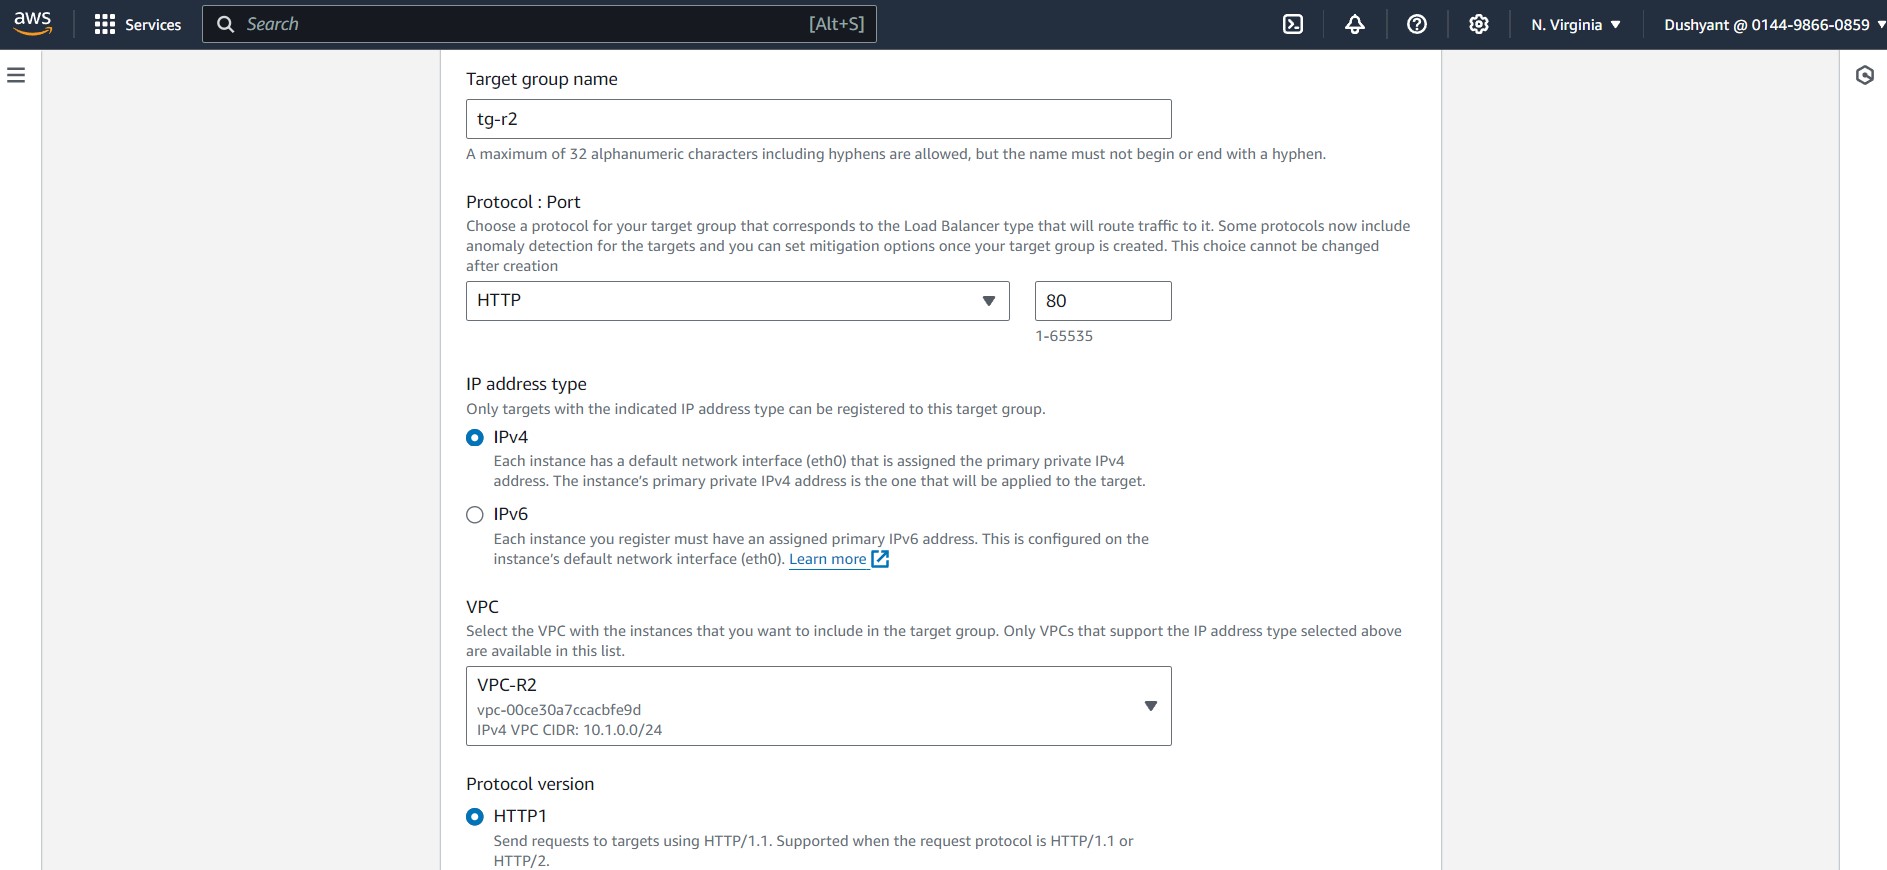 aws
Services
Search
[Alt+S]
N. Virginia
Dushyant @ 0144-9866-0859
Target group name
tg-r2
A maximum of 32 alphanumeric characters including hyphens are allowed, but the name must not begin or end with a hyphen.
Protocol : Port
Choose a protocol for your target group that corresponds to the Load Balancer type that will route traffic to it. Some protocols now include
anomaly detection for the targets and you can set mitigation options once your target group is created. This choice cannot be changed
after creation
HTTP
80
1-65535
IP address type
Only targets with the indicated IP address type can be registered to this target group.
IPv4
Each instance has a default network interface (eth0) that is assigned the primary private IPv4
address. The instance's primary private IPv4 address is the one that will be applied to the target.
IPv6
Each instance you register must have an assigned primary IPv6 address. This is configured on the
instance's default network interface (eth0). Learn more
VPC
Select the VPC with the instances that you want to include in the target group. Only VPCs that support the IP address type selected above
are available in this list.
VPC-R2
vpc-00ce30a7ccacbfe9d
IPv4 VPC CIDR: 10.1.0.0/24
Protocol version
HTTP1
Send requests to targets using HTTP/1.1. Supported when the request protocol is HTTP/1.1 or
HTTP/2.